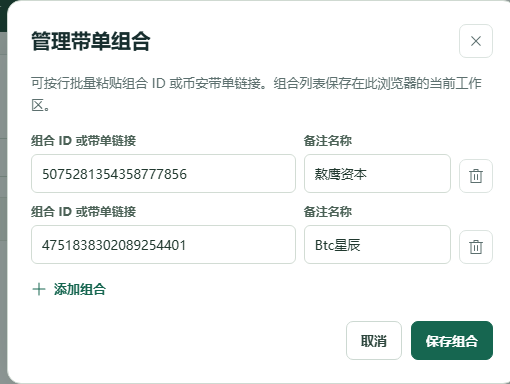 管理带单组合
可按行批量粘贴组合 ID 或币安带单链接。组合列表保存在此浏览器的当前工作
区。
组合 ID 或带单链接 备注名称
5075281354358777856 熬鹰资本
组合 ID 或带单链接 备注名称
4751838302089254401 Btc星辰
添加组合
取消 保存组合